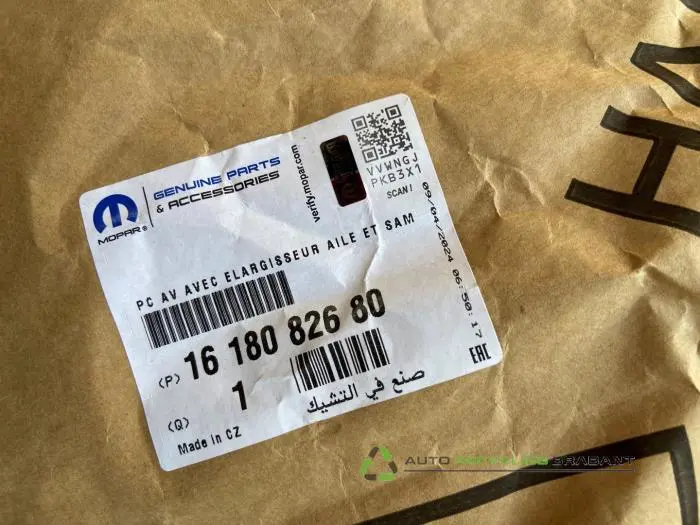 GENUINE PARTS
& ACCESSORIES
MOPAR®
verify.mopar.com
VVWNGJ
PKB3X1
SCAN!
09/04/2024 06:50:17
PC AV AVEC ELARGISSEUR AILE ET SAM
(P) 16 180 826 80
(Q) 1
صنع في التشيك
Made in CZ
EAC
AUTO RECYCLING BRABANT